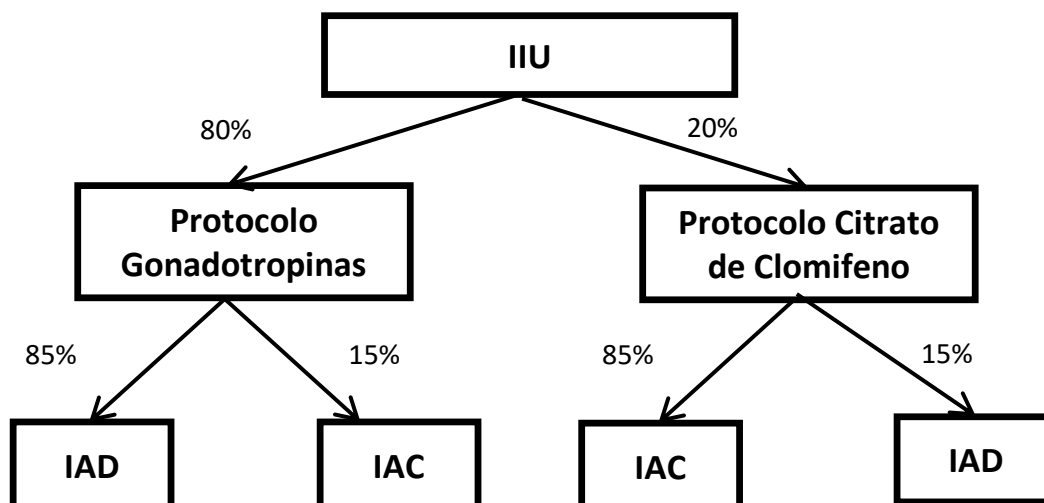 IIU
80%
20%
Protocolo
Gonadotropinas
Protocolo Citrato
de Clomifeno
85%
15%
85%
15%
IAD
IAC
IAC
IAD